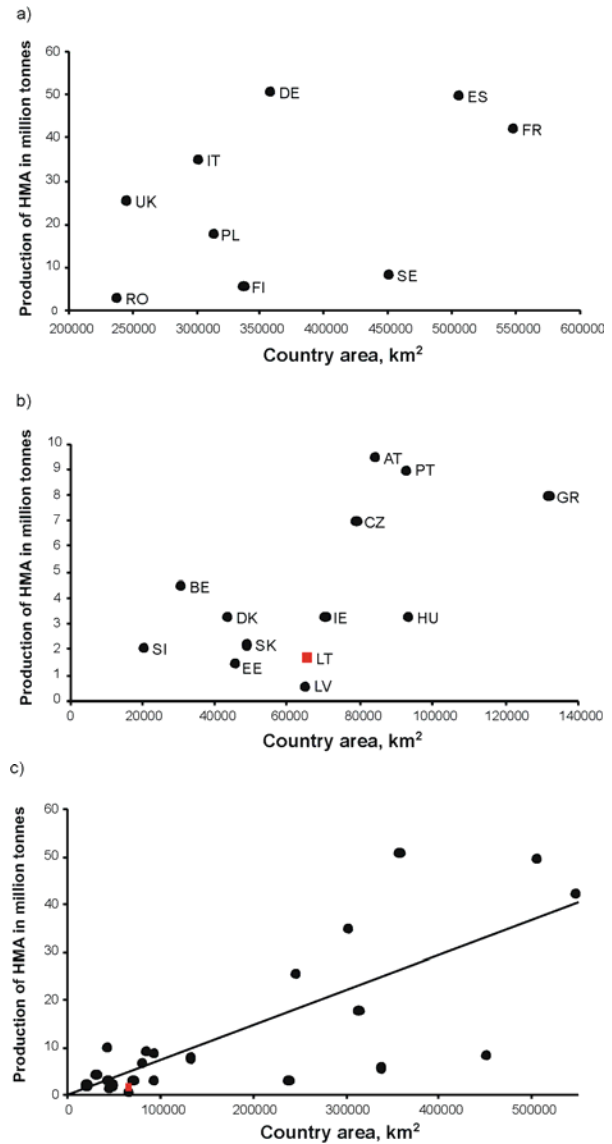 a)
Production of HMA in million tonnes
60
50
40
30
20
10
0
DE
ES
FR
IT
UK
PL
SE
FI
RO
200000 250000 300000 350000 400000 450000 500000 550000 600000
Country area, km²
b)
Production of HMA in million tonnes
10
9
8
7
6
5
4
3
2
1
0
AT
PT
GR
CZ
BE
DK
IE
HU
SI
SK
LT
EE
LV
0 20000 40000 60000 80000 100000 120000 140000
Country area, km²
c)
Production of HMA in million tonnes
60
50
40
30
20
10
0
0 100000 200000 300000 400000 500000
Country area, km²